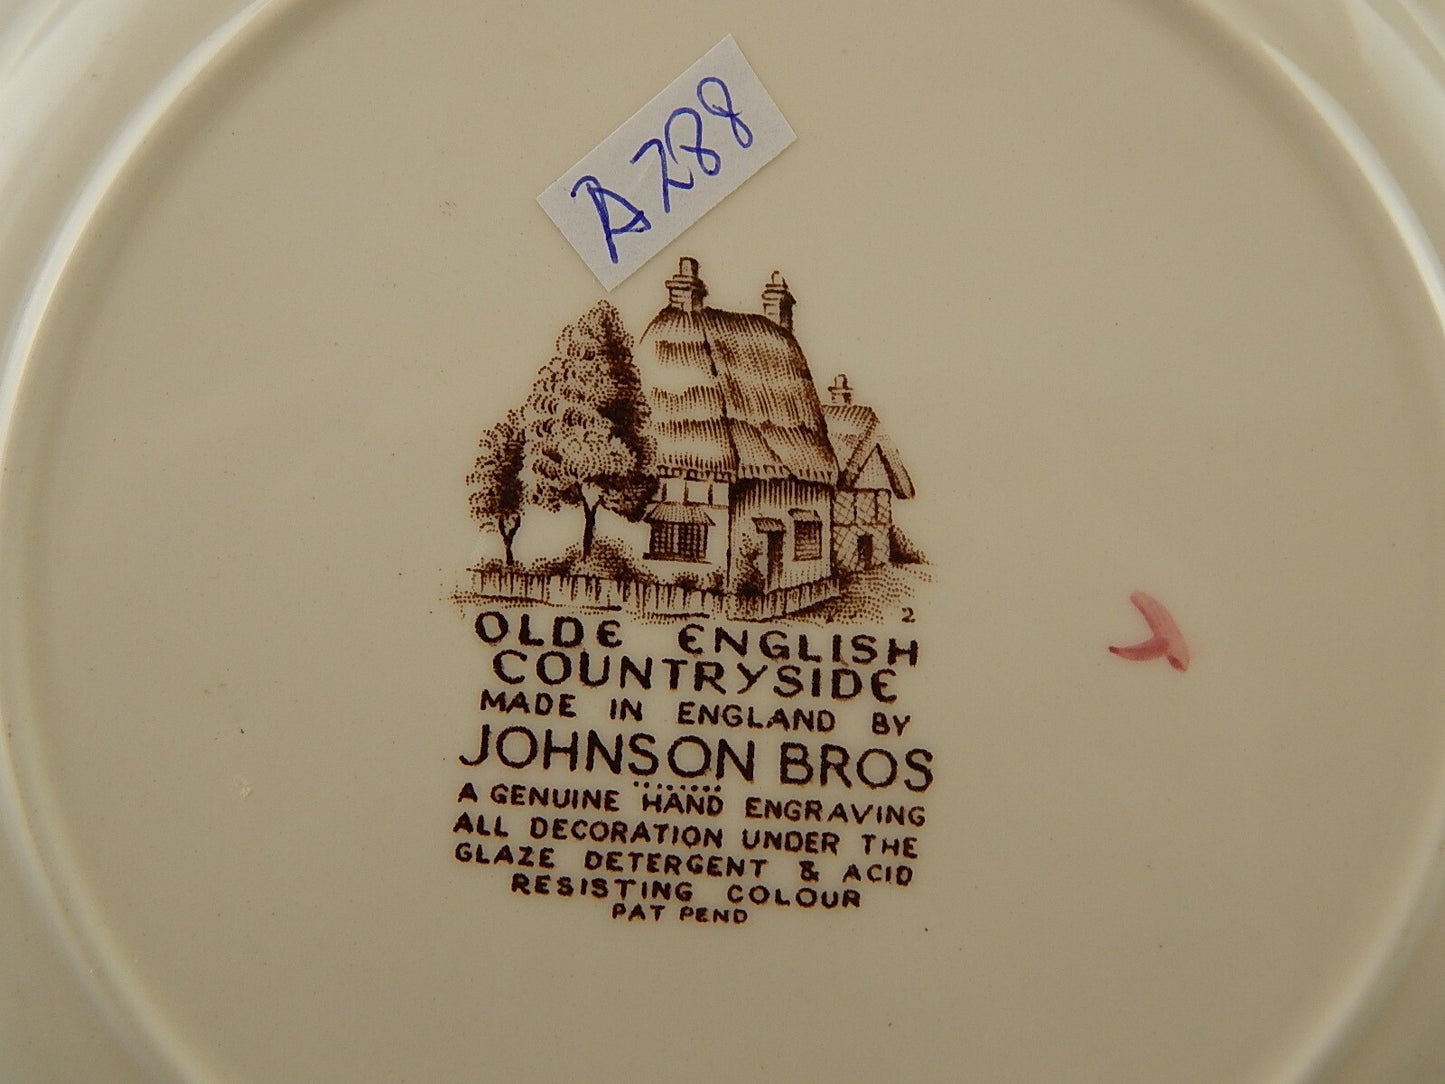 A288
2
OLDE ENGLISH
COUNTRYSIDE
MADE IN ENGLAND BY
JOHNSON BROS
A GENUINE HAND ENGRAVING
ALL DECORATION UNDER THE
GLAZE DETERGENT & ACID
RESISTING COLOUR
PAT PEND